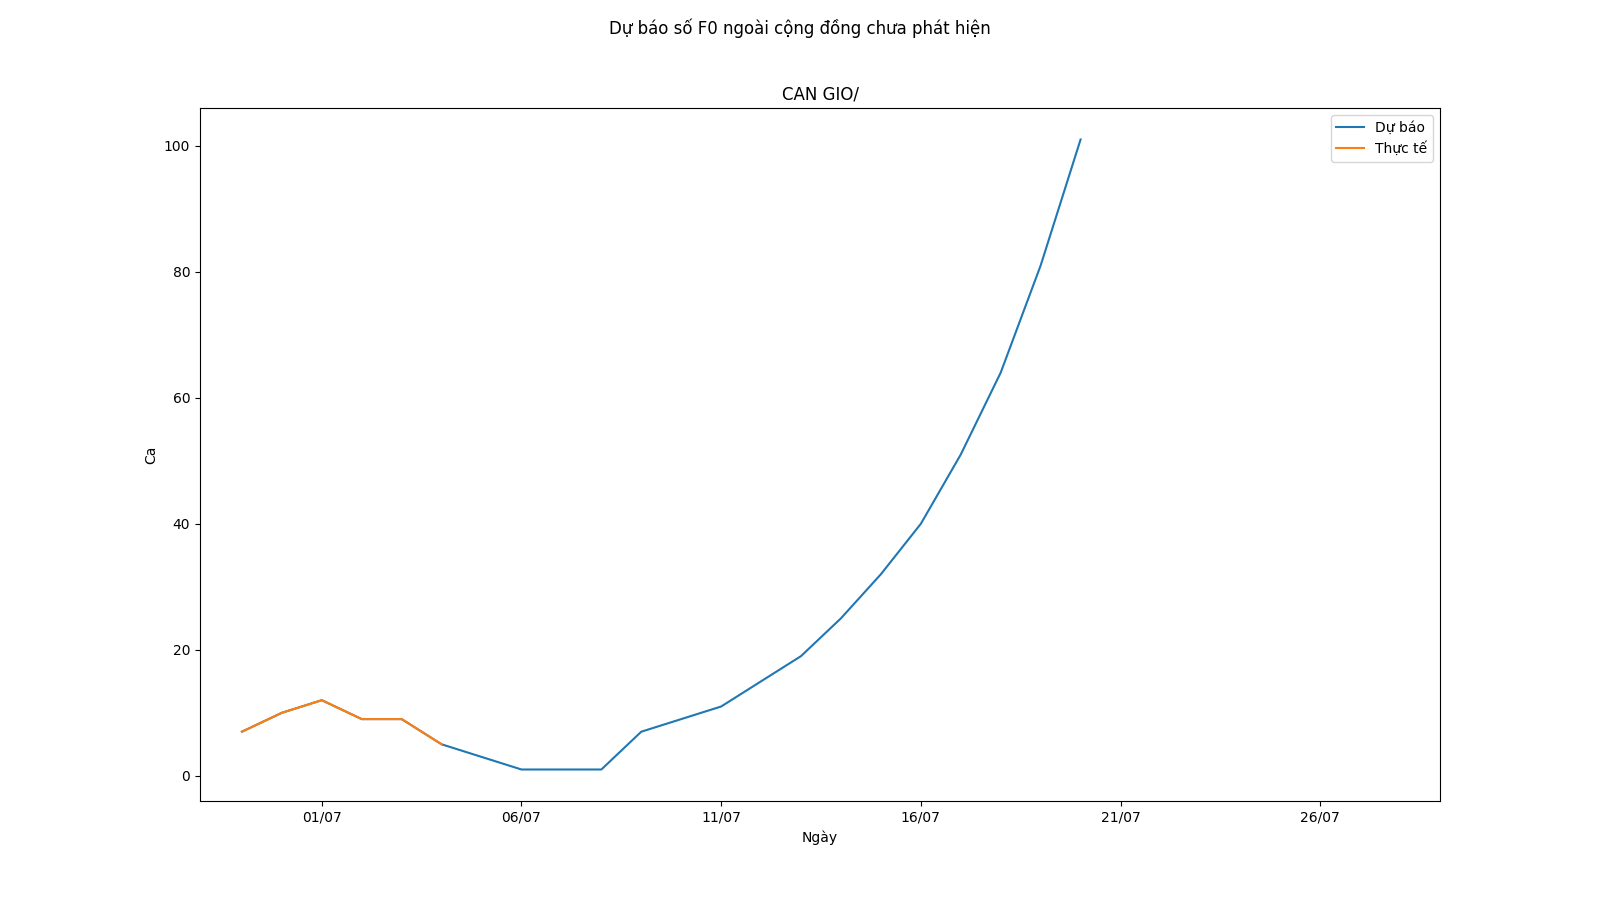 Dự báo số F0 ngoài cộng đồng chưa phát hiện
CAN GIO/
Dự báo
Thực tế
100
80
60
40
20
0
Ca
01/07 06/07 11/07 16/07 21/07 26/07
Ngày